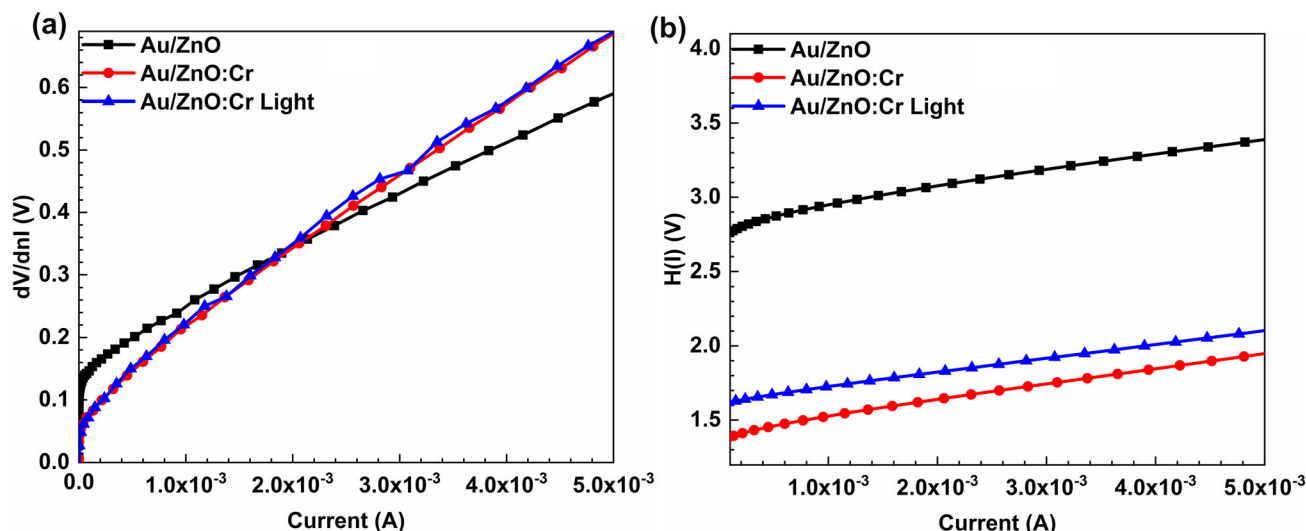 (a)
Au/ZnO
Au/ZnO:Cr
Au/ZnO:Cr Light
dV/dnI (V)
0.6
0.5
0.4
0.3
0.2
0.1
0.0
0.0 1.0x10⁻³ 2.0x10⁻³ 3.0x10⁻³ 4.0x10⁻³ 5.0x10⁻³
Current (A)
(b)
Au/ZnO
Au/ZnO:Cr
Au/ZnO:Cr Light
H(I) (V)
4.0
3.5
3.0
2.5
2.0
1.5
1.0x10⁻³ 2.0x10⁻³ 3.0x10⁻³ 4.0x10⁻³ 5.0x10⁻³
Current (A)